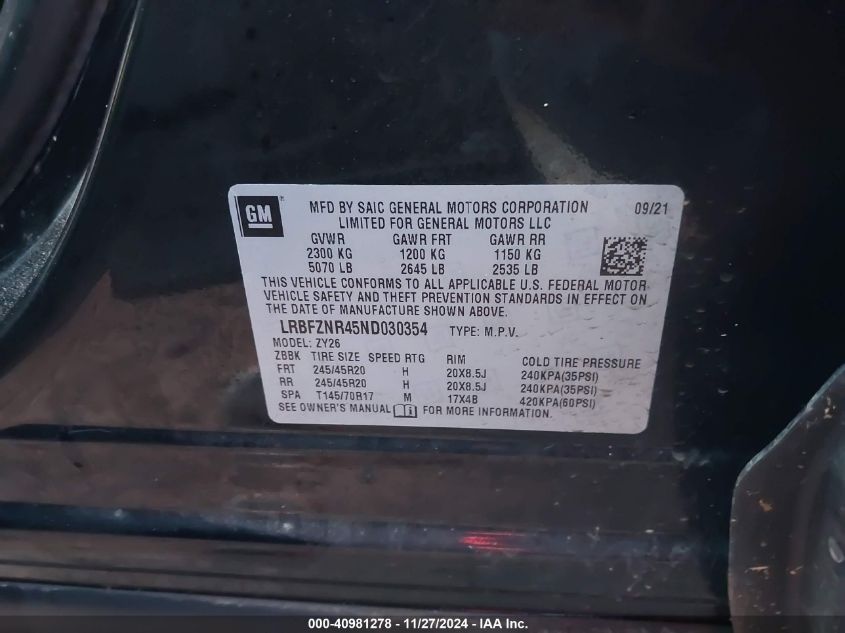 GM ®
MFD BY SAIC GENERAL MOTORS CORPORATION 09/21
LIMITED FOR GENERAL MOTORS LLC
GVWR GAWR FRT GAWR RR
2300 KG 1200 KG 1150 KG
5070 LB 2645 LB 2535 LB
THIS VEHICLE CONFORMS TO ALL APPLICABLE U.S. FEDERAL MOTOR
VEHICLE SAFETY AND THEFT PREVENTION STANDARDS IN EFFECT ON
THE DATE OF MANUFACTURE SHOWN ABOVE.
LRBFZNR45ND030354 TYPE: M.P.V.
MODEL: ZY26
ZBBK TIRE SIZE SPEED RTG RIM COLD TIRE PRESSURE
FRT 245/45R20 H 20X8.5J 240KPA(35PSI)
RR 245/45R20 H 20X8.5J 240KPA(35PSI)
SPA T145/70R17 M 17X4B 420KPA(60PSI)
SEE OWNER'S MANUAL i FOR MORE INFORMATION.
000-40981278 - 11/27/2024 - IAAI.com